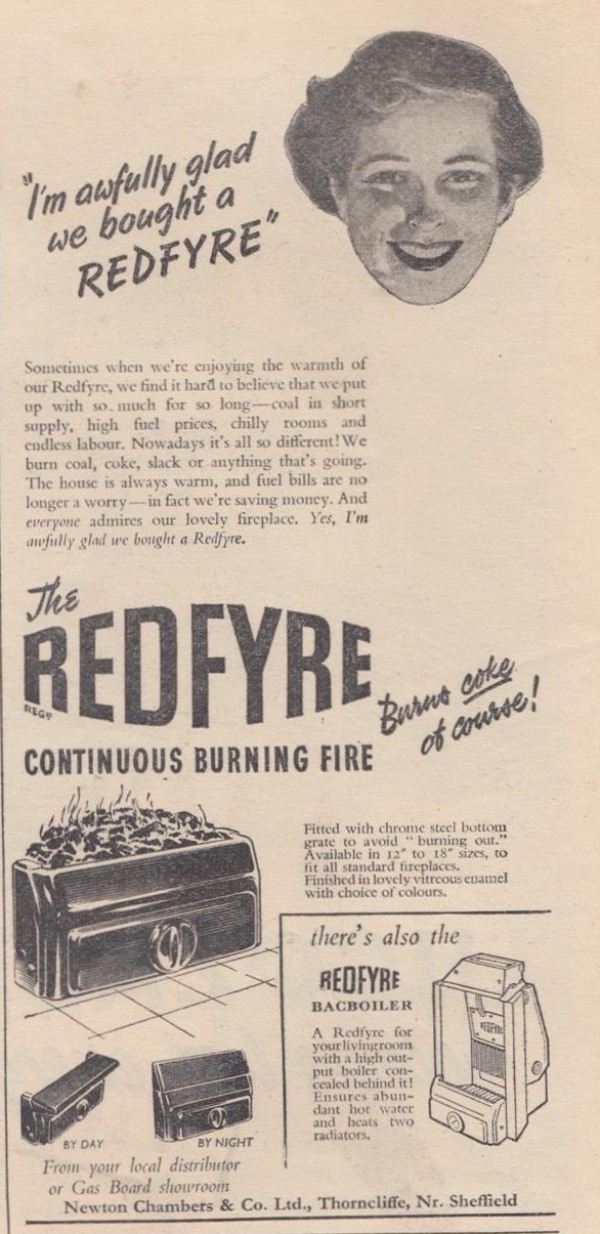 "I'm awfully glad
we bought a
REDFYRE"
Sometimes when we're enjoying the warmth of
our Redfyre, we find it hard to believe that we put
up with so much for so long—coal in short
supply, high fuel prices, chilly rooms and
endless labour. Nowadays it's all so different! We
burn coal, coke, slack or anything that's going.
The house is always warm, and fuel bills are no
longer a worry—in fact we're saving money. And
everyone admires our lovely fireplace. Yes, I'm
awfully glad we bought a Redfyre.
The
REDFYRE
REGD
CONTINUOUS BURNING FIRE
Burns coke
of course!
Fitted with chrome steel bottom
grate to avoid "burning out."
Available in 12" to 18" sizes, to
fit all standard fireplaces.
Finished in lovely vitreous enamel
with choice of colours.
there's also the
REDFYRE
BACBOILER
A Redfyre for
your livingroom
with a high out-
put boiler con-
cealed behind it!
Ensures abun-
dant hot water
and heats two
radiators.
REDFYRE
BY DAY
BY NIGHT
From your local distributor
or Gas Board showroom
Newton Chambers & Co. Ltd., Thorncliffe, Nr. Sheffield